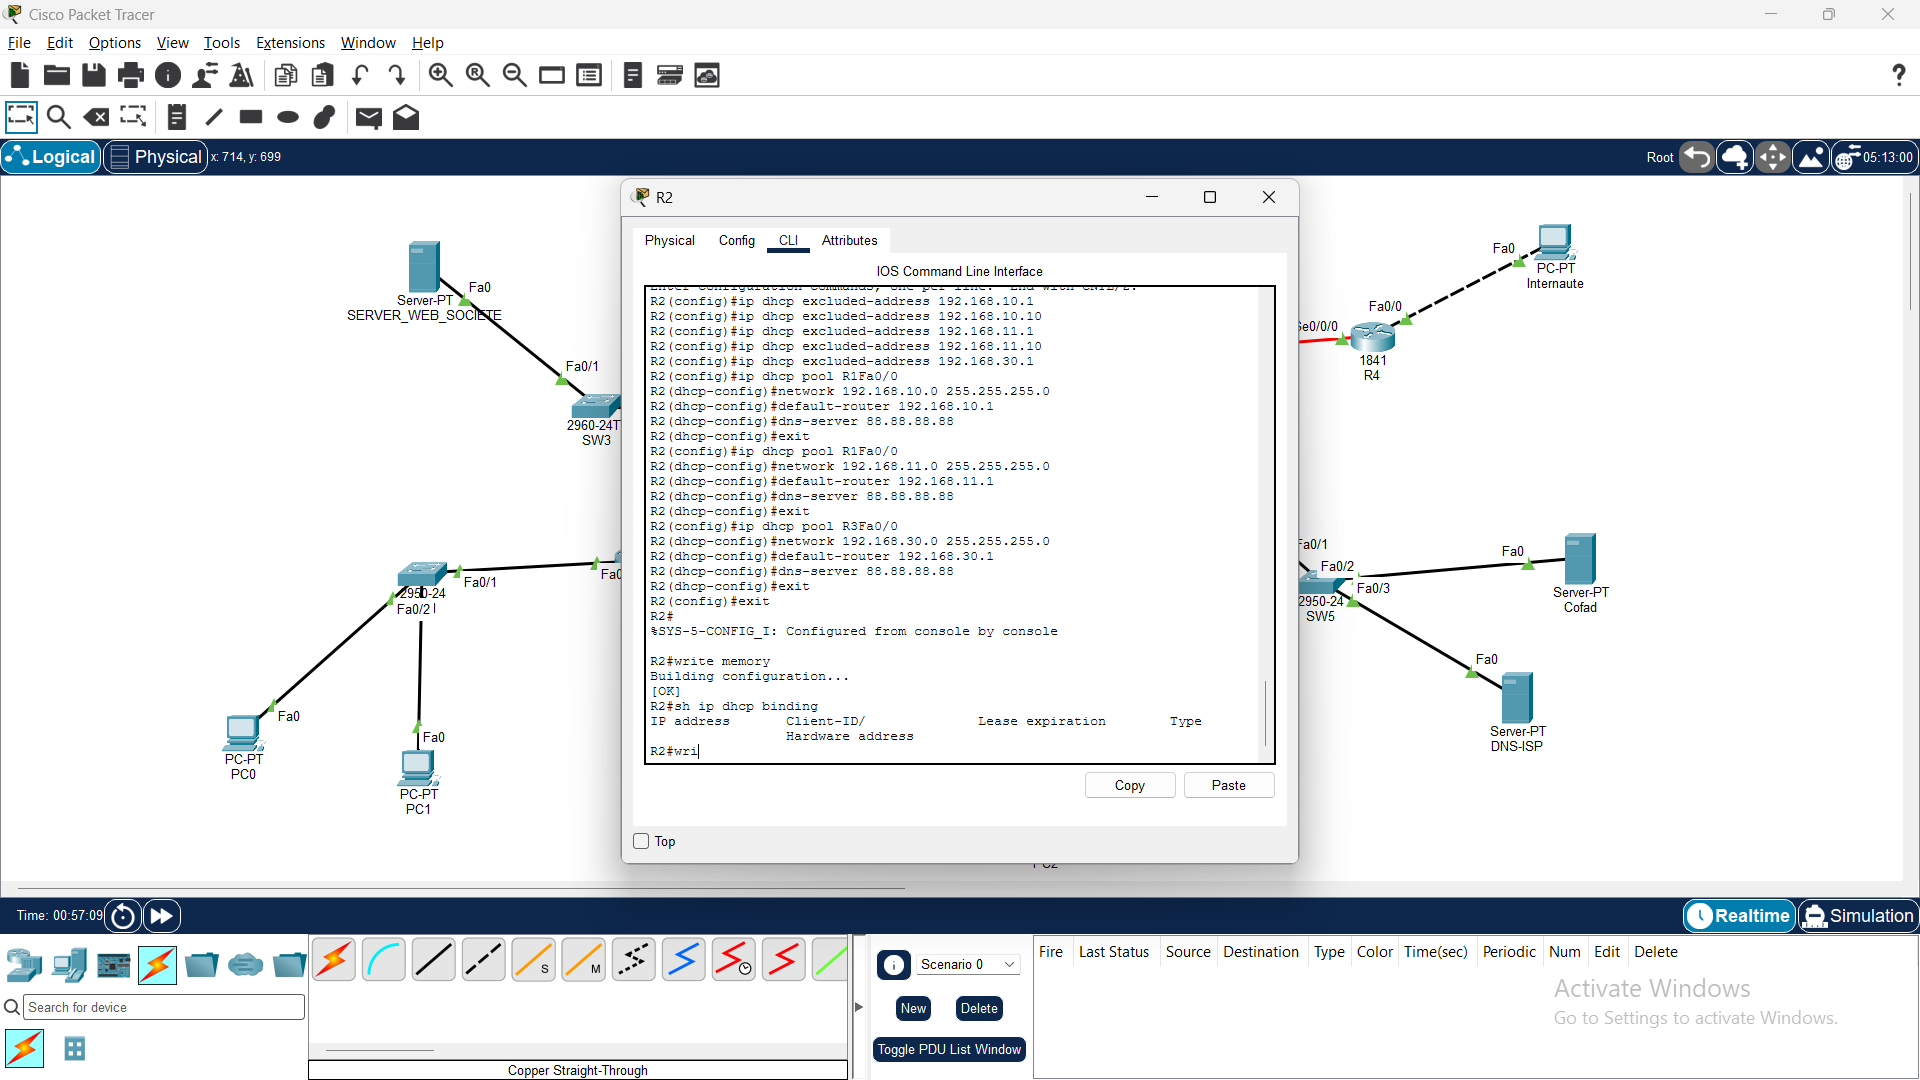 Cisco Packet Tracer
File Edit Options View Tools Extensions Window Help
Logical Physical x: 714, y: 699
Root 05:13:00
Fa0
Server-PT
SERVER_WEB_SOCIETE
Fa0/1
2960-24T
SW3
Fa0/1
2950-24
Fa0/2
Fa0
Fa0
PC-PT
PC0
Fa0
PC-PT
PC1
R2
Physical Config CLI Attributes
IOS Command Line Interface
Enter configuration commands, one per line. End with CNTL/Z.
R2(config)#ip dhcp excluded-address 192.168.10.1
R2(config)#ip dhcp excluded-address 192.168.10.10
R2(config)#ip dhcp excluded-address 192.168.11.1
R2(config)#ip dhcp excluded-address 192.168.11.10
R2(config)#ip dhcp excluded-address 192.168.30.1
R2(config)#ip dhcp pool R1Fa0/0
R2(dhcp-config)#network 192.168.10.0 255.255.255.0
R2(dhcp-config)#default-router 192.168.10.1
R2(dhcp-config)#dns-server 88.88.88.88
R2(dhcp-config)#exit
R2(config)#ip dhcp pool R1Fa0/0
R2(dhcp-config)#network 192.168.11.0 255.255.255.0
R2(dhcp-config)#default-router 192.168.11.1
R2(dhcp-config)#dns-server 88.88.88.88
R2(dhcp-config)#exit
R2(config)#ip dhcp pool R3Fa0/0
R2(dhcp-config)#network 192.168.30.0 255.255.255.0
R2(dhcp-config)#default-router 192.168.30.1
R2(dhcp-config)#dns-server 88.88.88.88
R2(dhcp-config)#exit
R2(config)#exit
R2#
%SYS-5-CONFIG_I: Configured from console by console
R2#write memory
Building configuration...
[OK]
R2#sh ip dhcp binding
IP address Client-ID/ Lease expiration Type
Hardware address
R2#wri
Copy Paste
Top
PC2
Fa0
PC-PT
Internaute
Fa0/0
Se0/0/0
1841
R4
Fa0/1
Fa0/2
Fa0/3
2950-24
SW5
Fa0
Server-PT
Cofad
Fa0
Server-PT
DNS-ISP
Time: 00:57:09
Realtime Simulation
Search for device
S M
Copper Straight-Through
Scenario 0
New Delete
Toggle PDU List Window
Fire Last Status Source Destination Type Color Time(sec) Periodic Num Edit Delete
Activate Windows
Go to Settings to activate Windows.